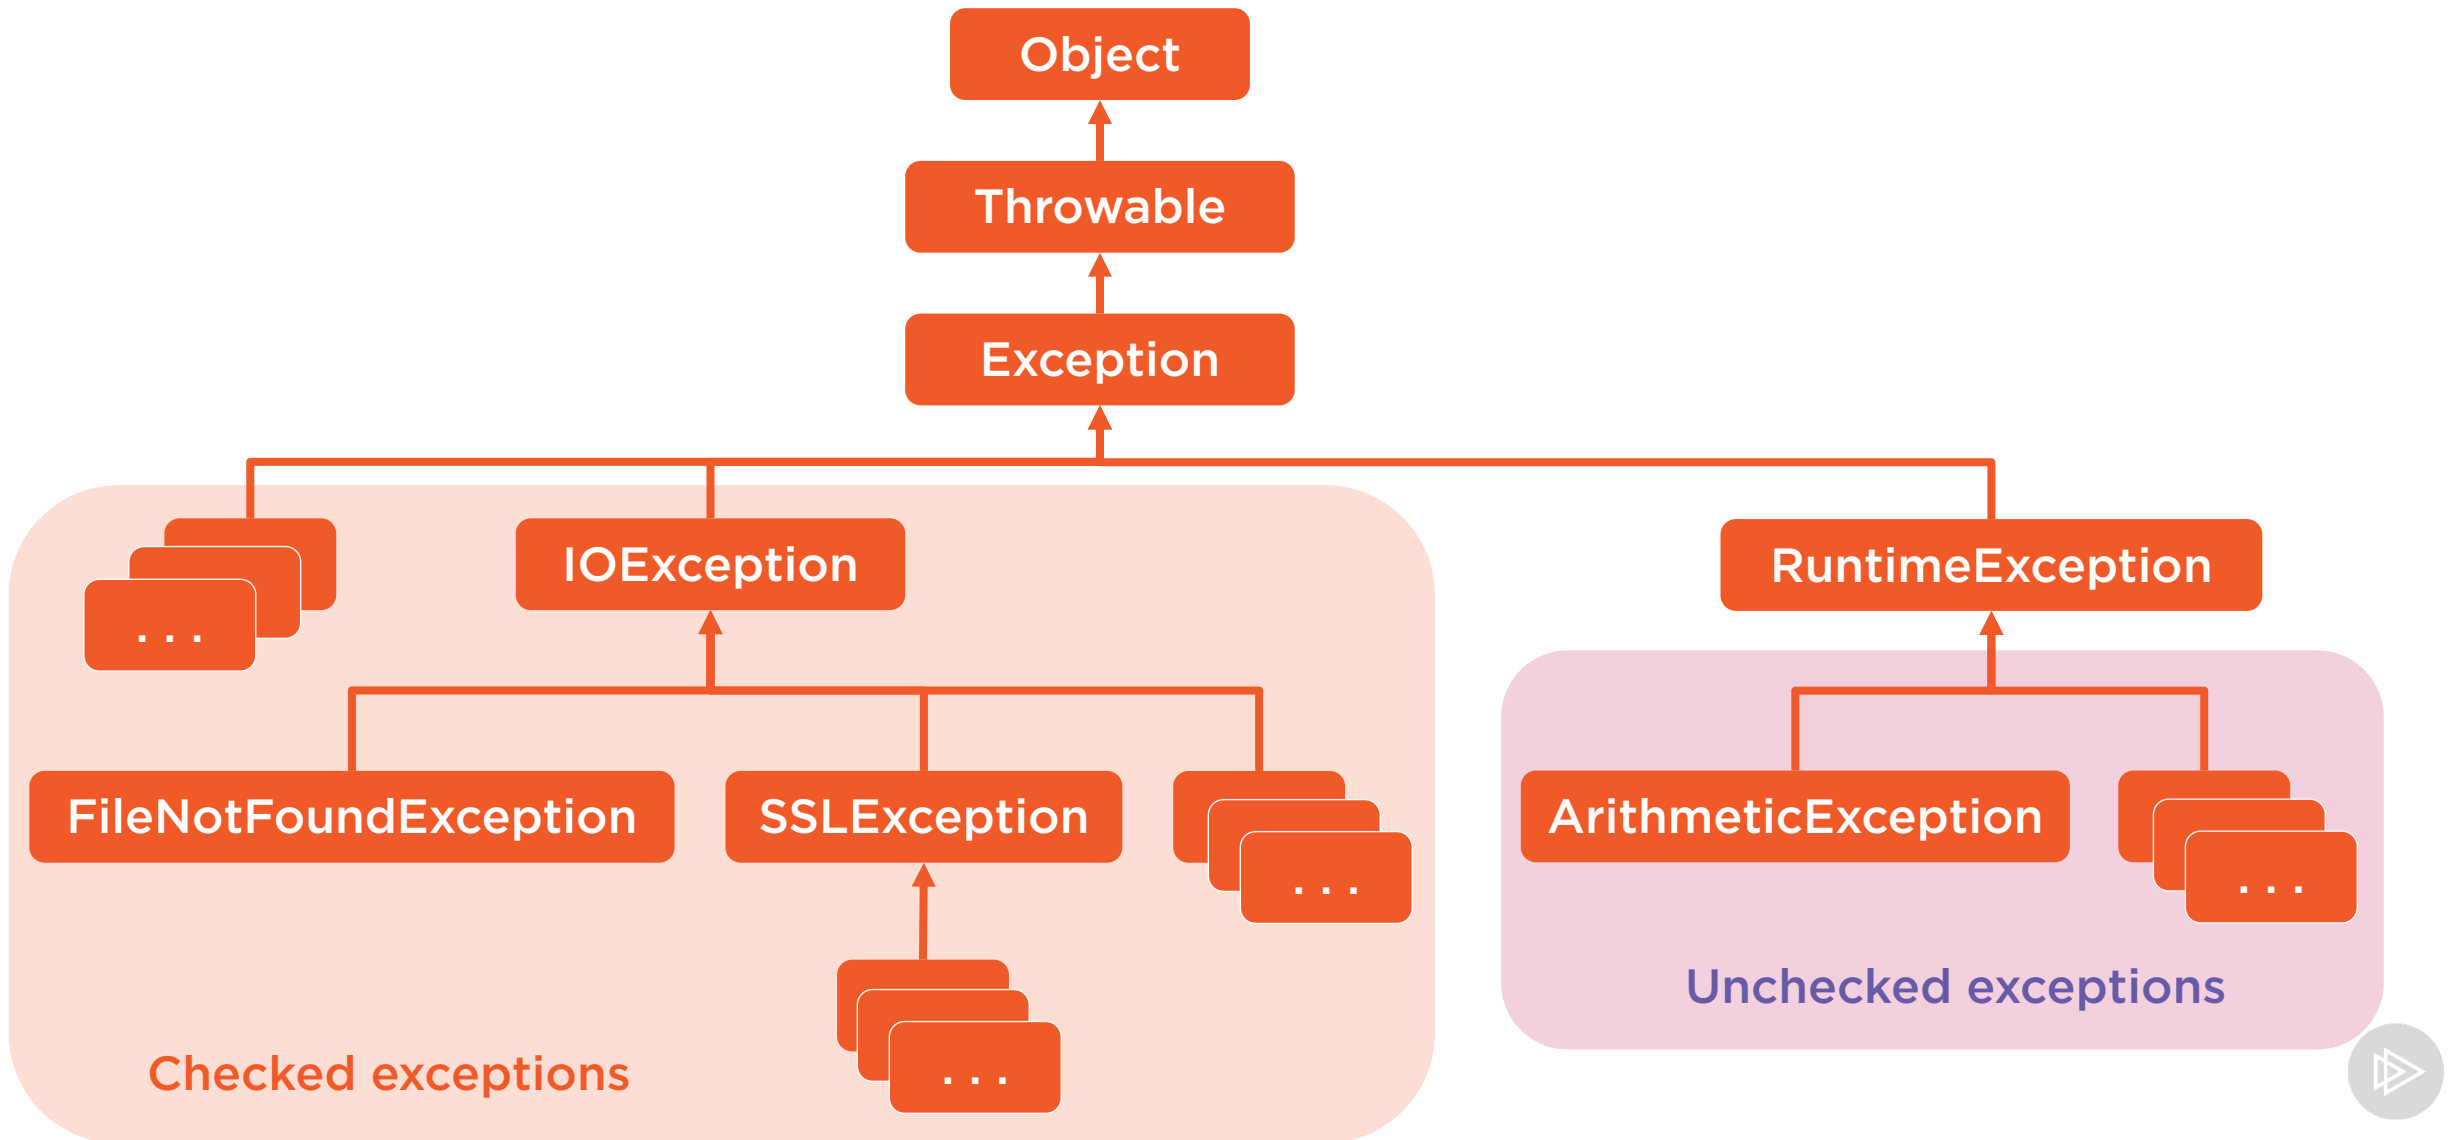 Object
Throwable
Exception
IOException
RuntimeException
. . .
FileNotFoundException
SSLException
ArithmeticException
. . .
. . .
Unchecked exceptions
. . .
Checked exceptions